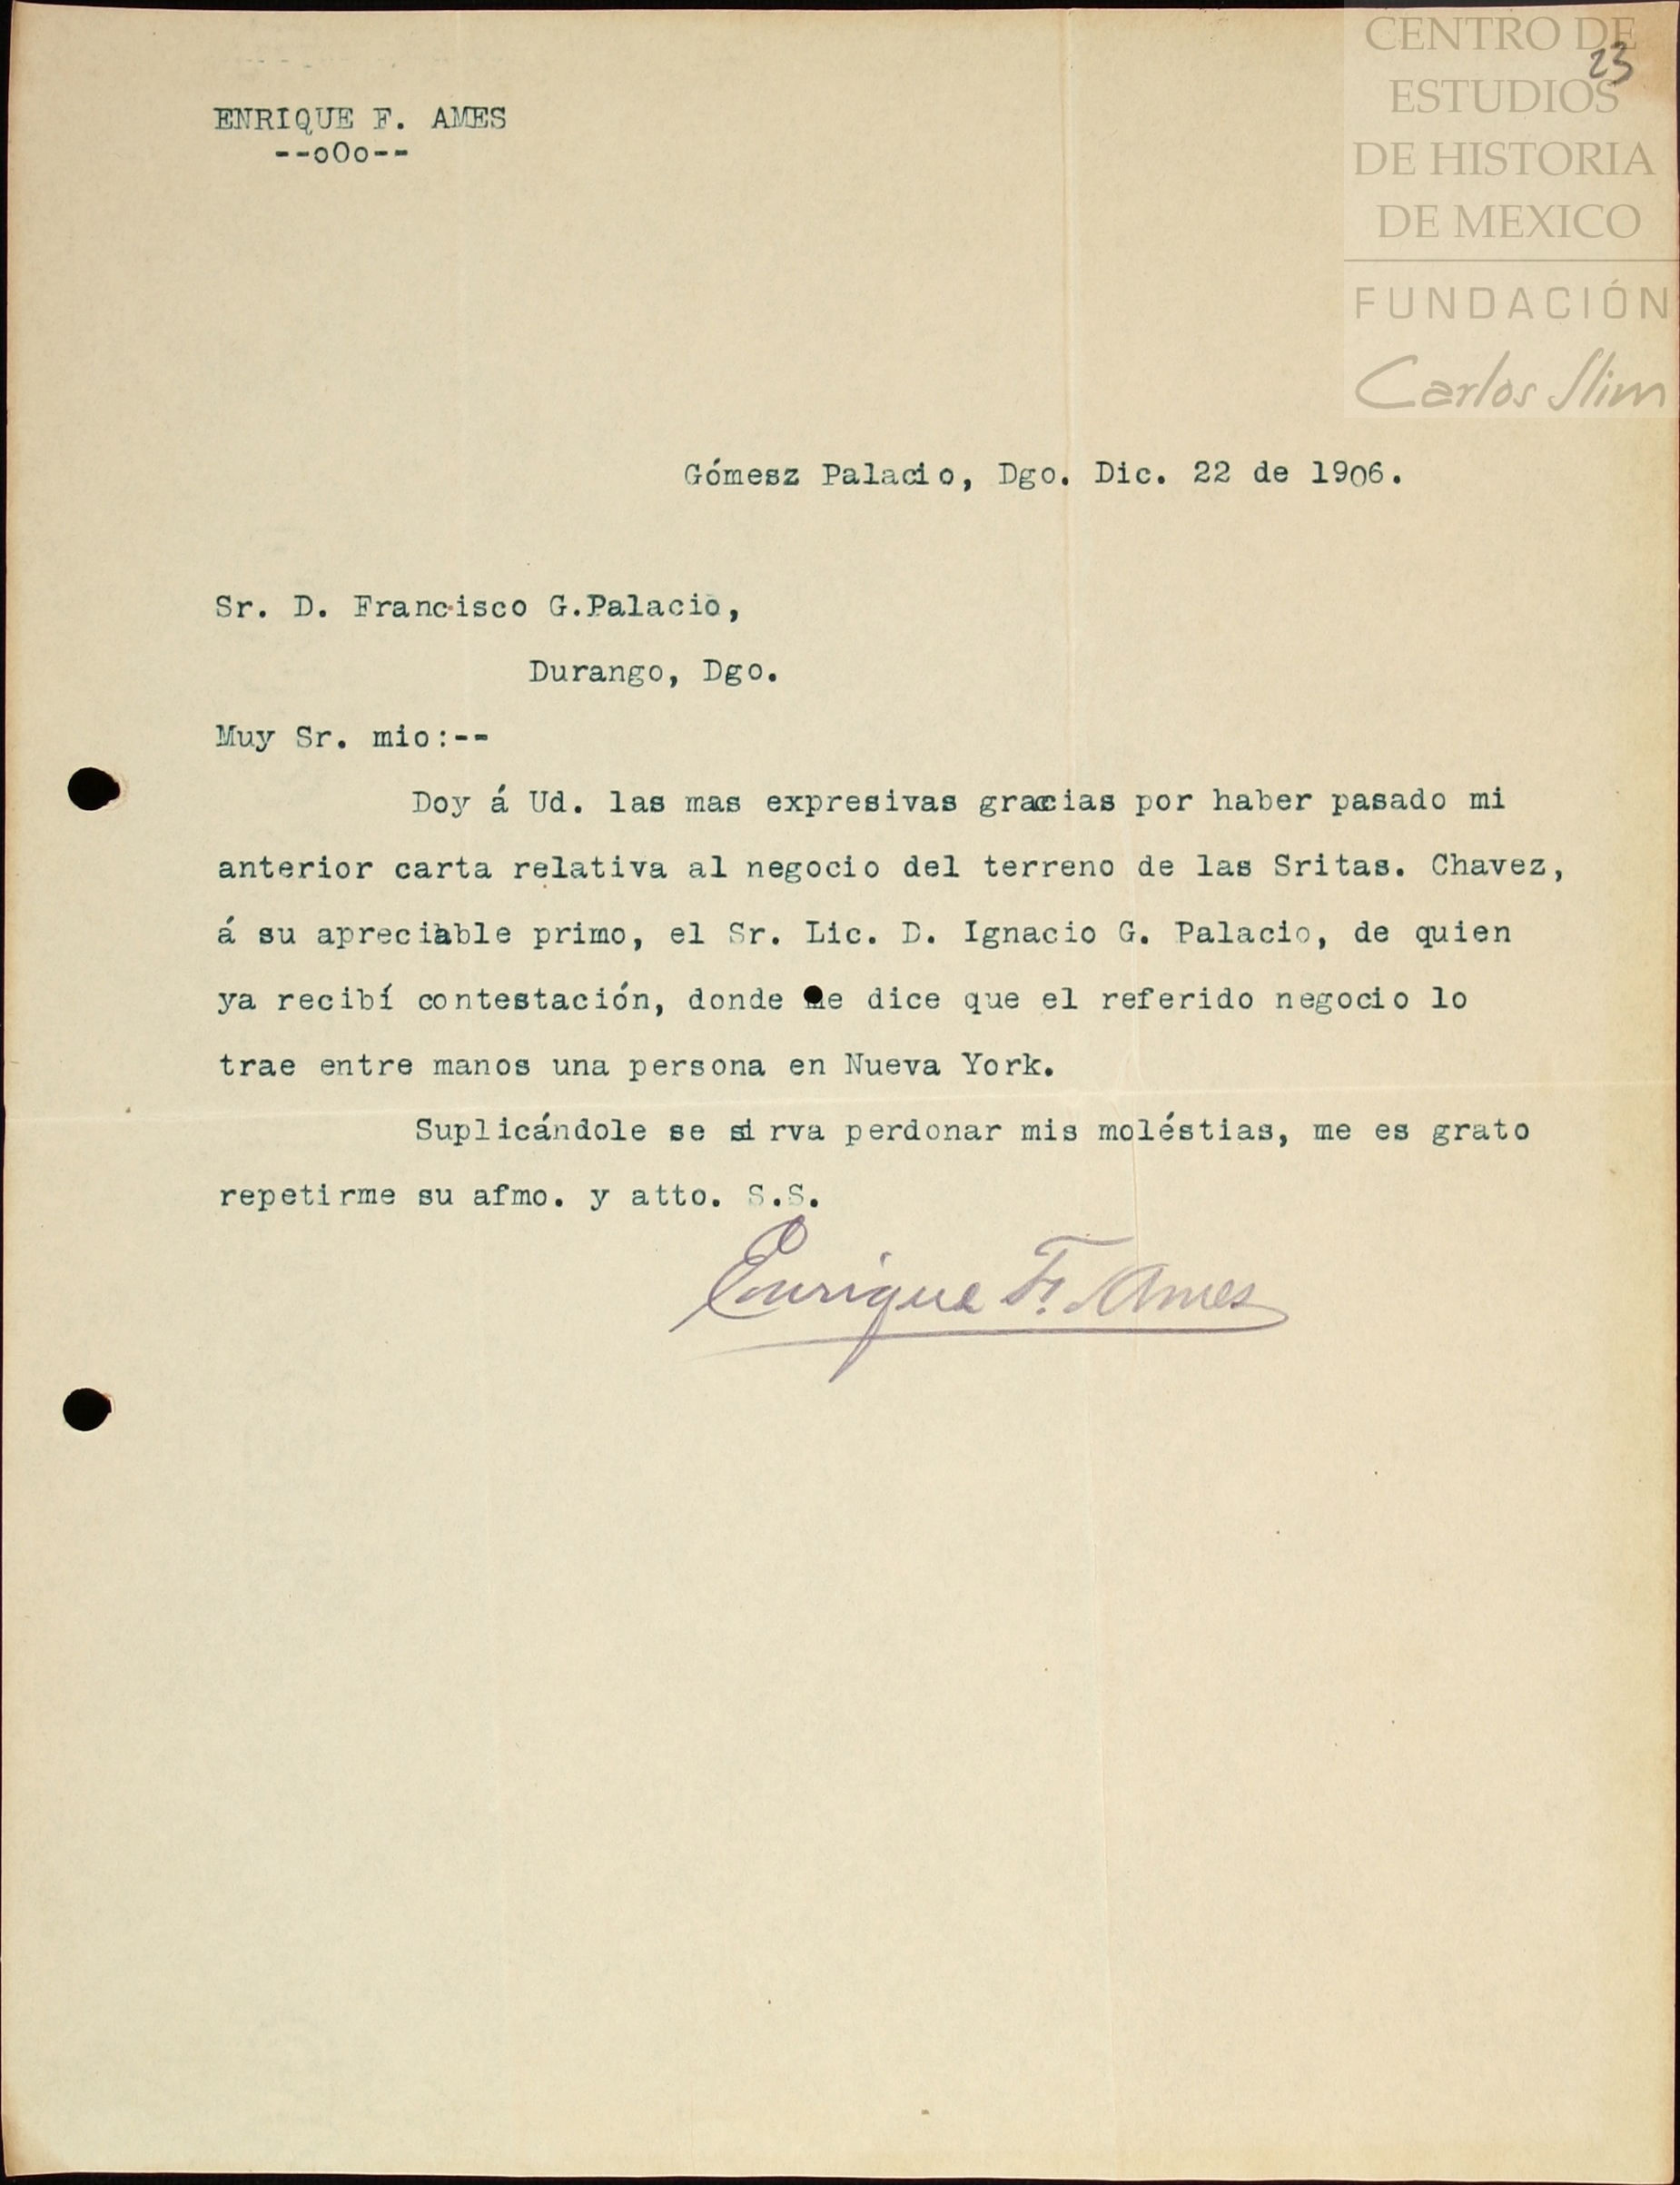 CENTRO DE
ESTUDIOS
DE HISTORIA
DE MEXICO
FUNDACIÓN
Carlos Slim
23
ENRIQUE F. AMES
--oOo--
Gómesz Palacio, Dgo. Dic. 22 de 1906.
Sr. D. Francisco G.Palacio,
Durango, Dgo.
Muy Sr. mio:--
Doy á Ud. las mas expresivas gracias por haber pasado mi
anterior carta relativa al negocio del terreno de las Sritas. Chavez,
á su apreciable primo, el Sr. Lic. D. Ignacio G. Palacio, de quien
ya recibí contestación, donde me dice que el referido negocio lo
trae entre manos una persona en Nueva York.
Suplicándole se sirva perdonar mis moléstias, me es grato
repetirme su afmo. y atto. S.S.
Enrique F. Ames